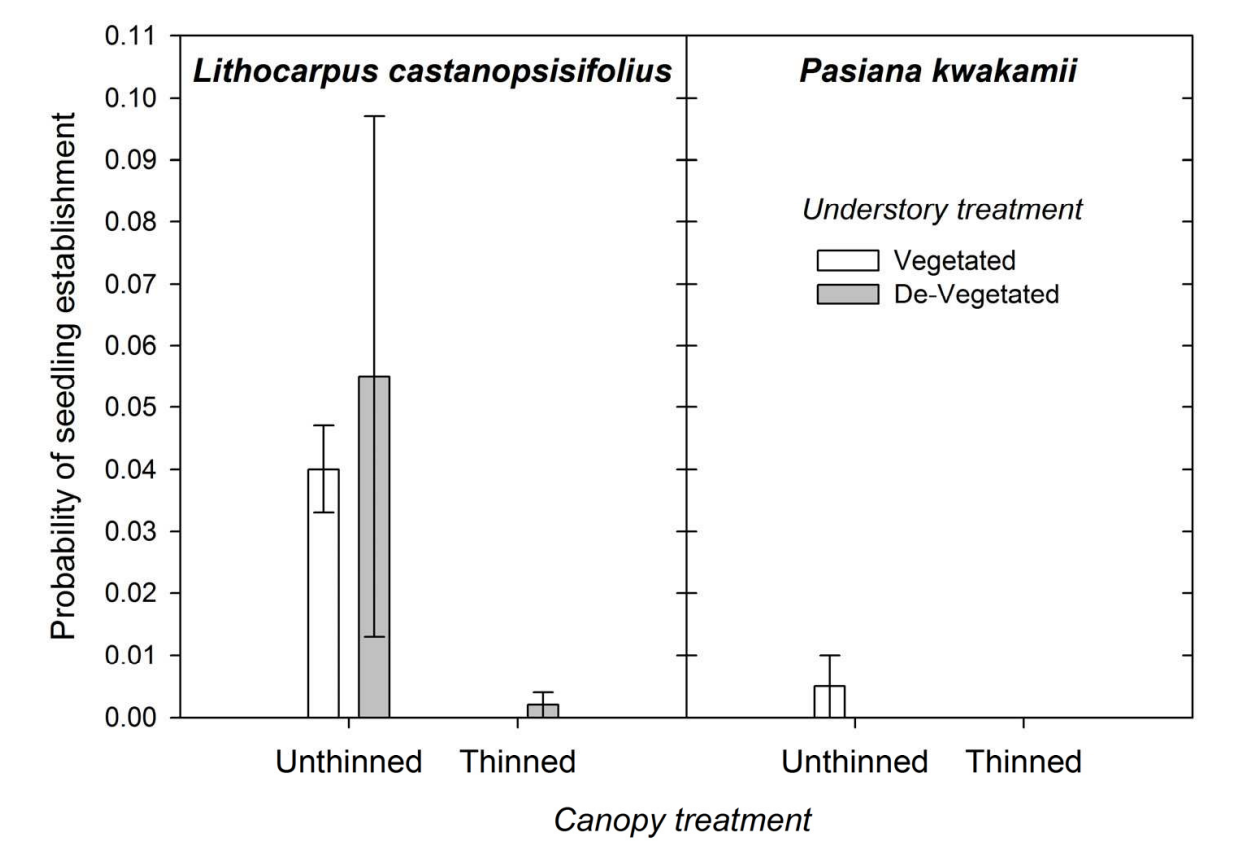 Lithocarpus castanopsisifolius
Pasiana kwakamii
Probability of seedling establishment
0.11
0.10
0.09
0.08
0.07
0.06
0.05
0.04
0.03
0.02
0.01
0.00
Understory treatment
Vegetated
De-Vegetated
Unthinned Thinned Unthinned Thinned
Canopy treatment